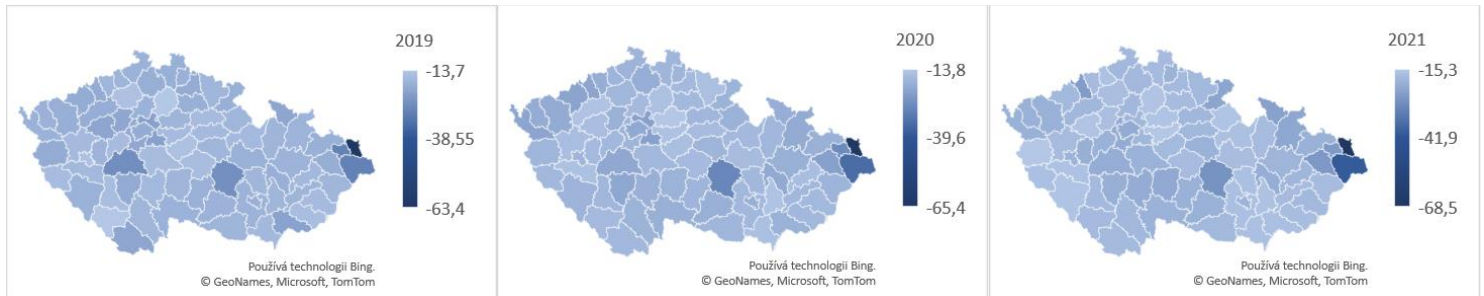 2019
-13,7
-38,55
-63,4
Používá technologii Bing.
© GeoNames, Microsoft, TomTom
2020
-13,8
-39,6
-65,4
Používá technologii Bing.
© GeoNames, Microsoft, TomTom
2021
-15,3
-41,9
-68,5
Používá technologii Bing.
© GeoNames, Microsoft, TomTom